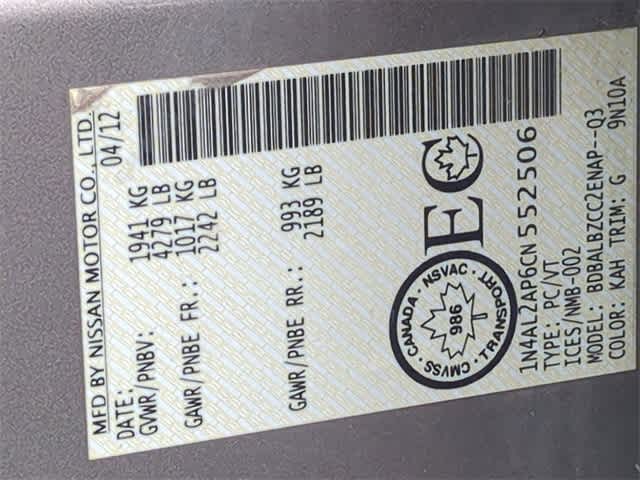 MFD BY NISSAN MOTOR CO., LTD.
DATE: 04/12
GVWR/PNBV: 1941 KG
4279 LB
GAWR/PNBE FR.: 1017 KG
2242 LB
GAWR/PNBE RR.: 993 KG
2189 LB
CANADA · NSVAC · TRANSPORT · CMVSS ·
986
EC
1N4AL2AP6CN552506
TYPE: PC/VT
ICES/NMB-002
MODEL: BDBALBZCC2ENAP--Q3
COLOR: KAH TRIM: G 9N10A